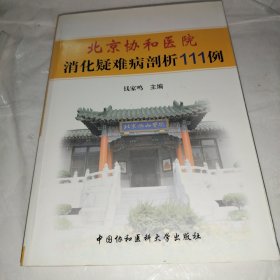 北京协和医院
消化疑难病剖析111例
钱家鸣 主编
中国协和医科大学出版社